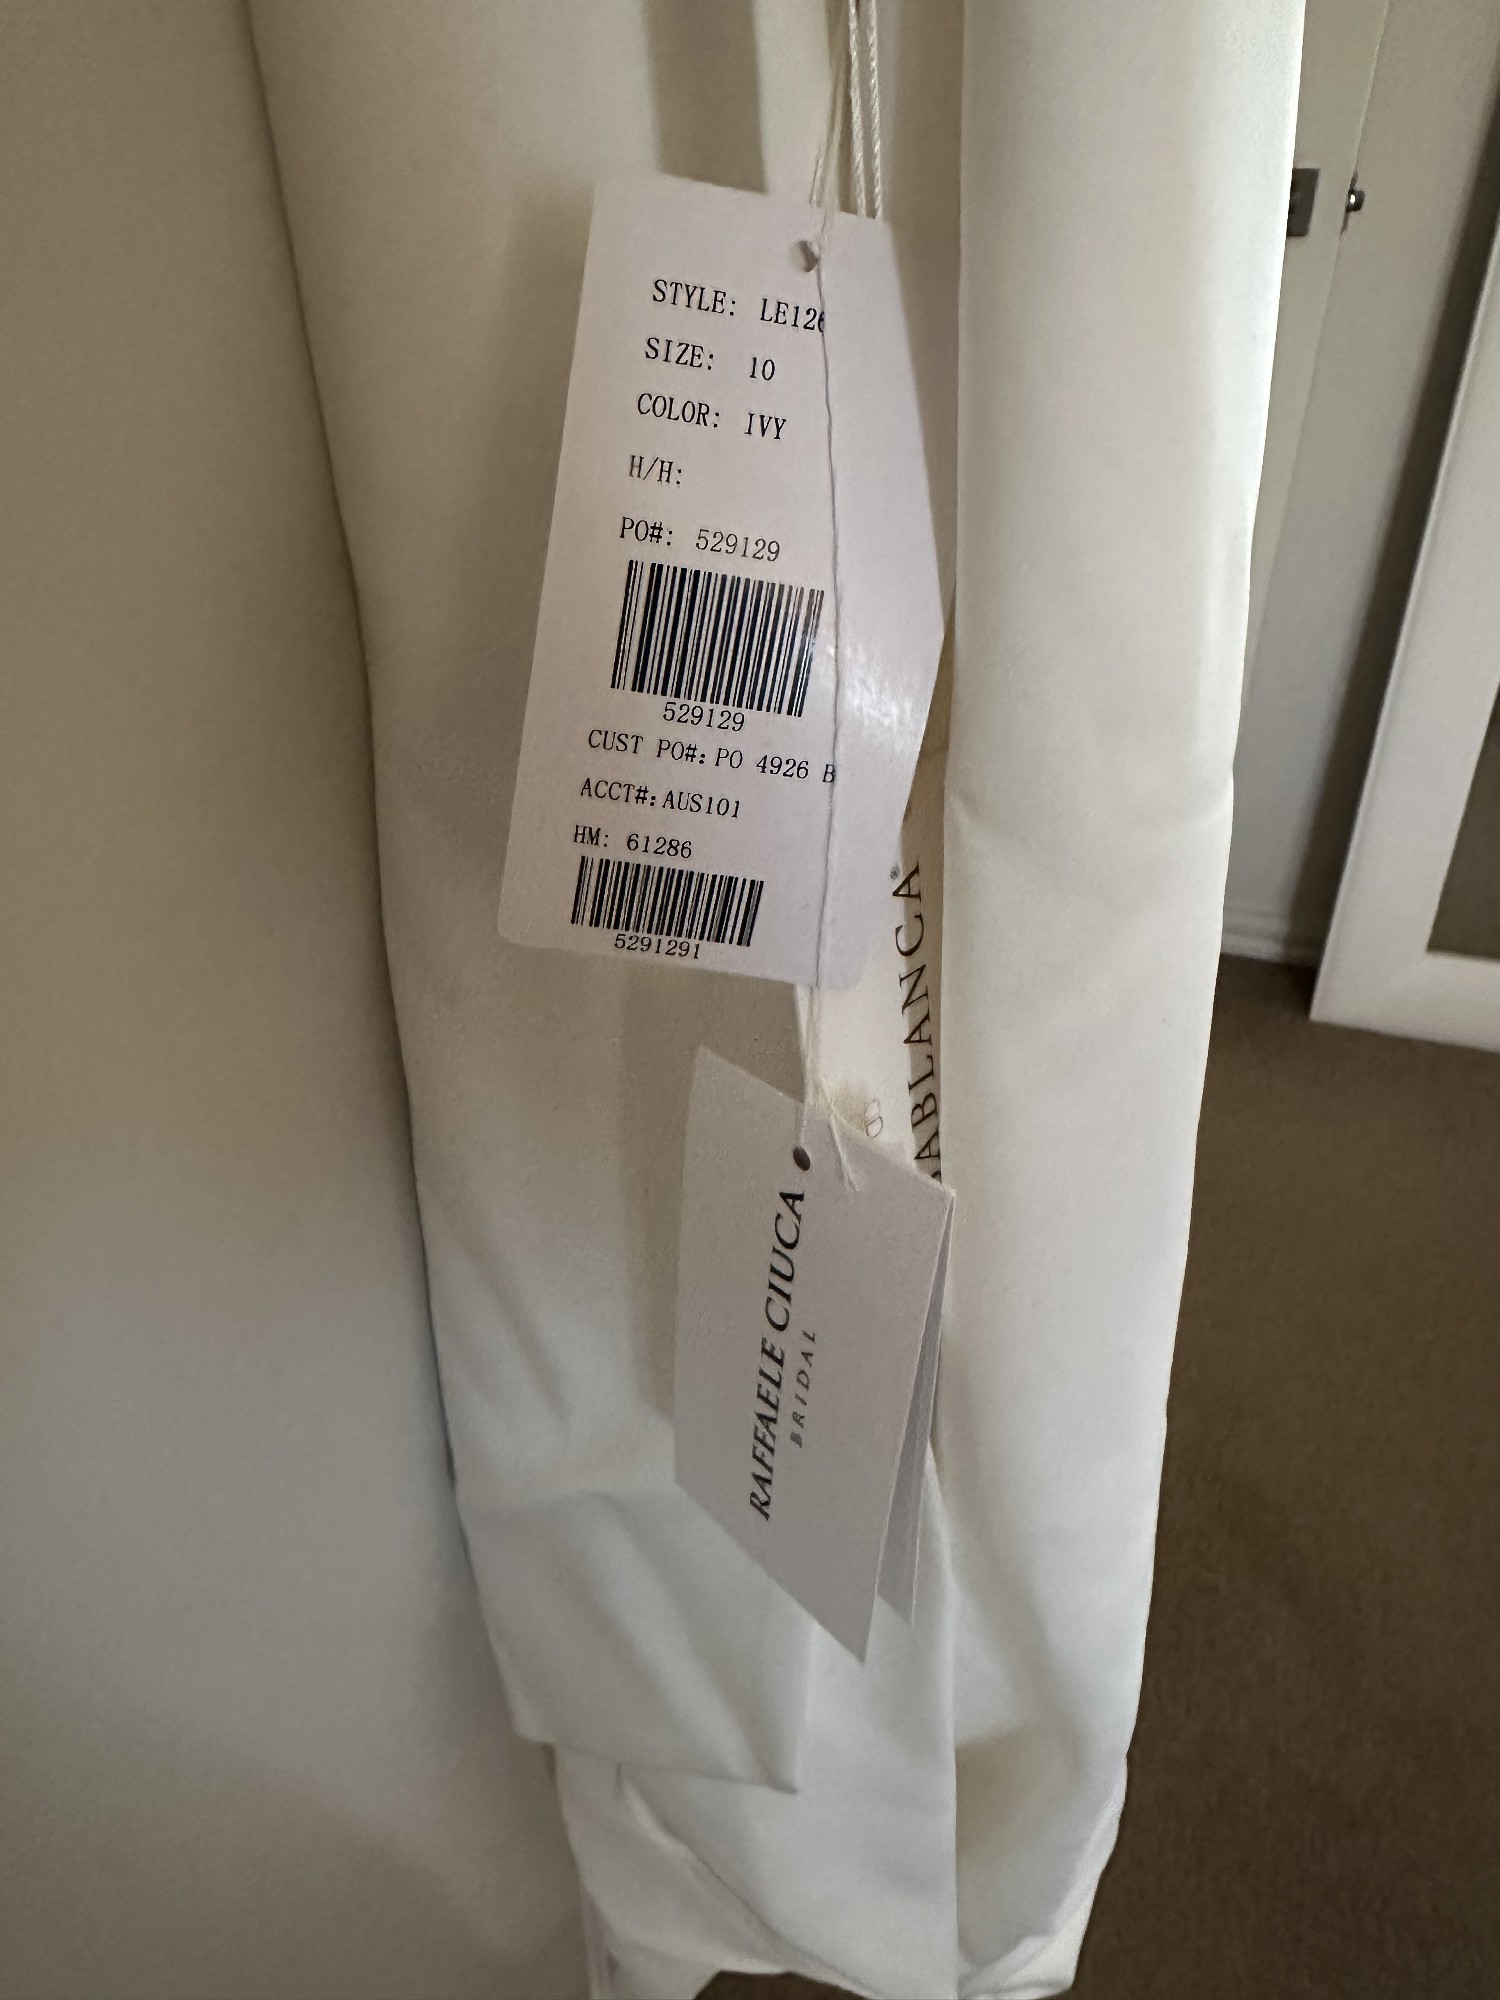 STYLE: LE126
SIZE: 10
COLOR: IVY
H/H:
PO#: 529129
529129
CUST PO#: PO 4926 B
ACCT#: AUS101
HM: 61286
5291291
ABLANCA®
RAFFAELE CIUCA
BRIDAL